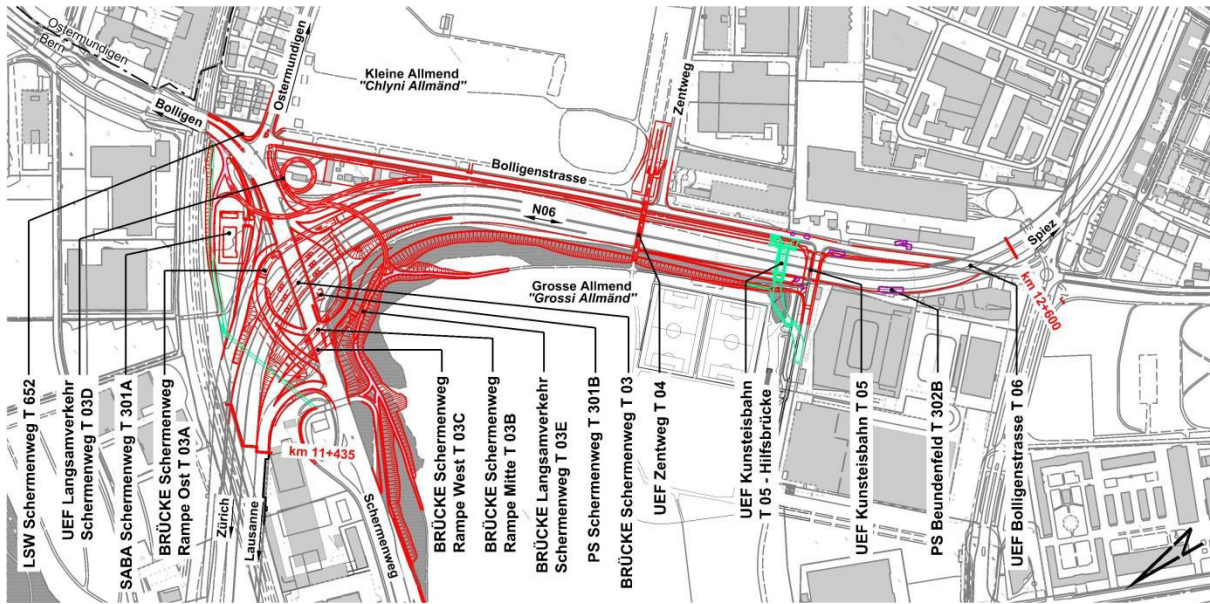 Ostermundigen
Bern
Bolligen
Ostermundigen
Kleine Allmend
"Chlyni Allmänd"
Zentweg
Bolligenstrasse
N06
Grosse Allmend
"Grossi Allmänd"
Spiez
km 12+600
km 11+435
Zürich
Lausanne
Schermenweg
LSW Schermenweg T 652
UEF Langsamverkehr
Schermenweg T 03D
SABA Schermenweg T 301A
BRÜCKE Schermenweg
Rampe Ost T 03A
BRÜCKE Schermenweg
Rampe West T 03C
BRÜCKE Schermenweg
Rampe Mitte T 03B
BRÜCKE Langsamverkehr
Schermenweg T 03E
PS Schermenweg T 301B
BRÜCKE Schermenweg T 03
UEF Zentweg T 04
UEF Kunsteisbahn
T 05 - Hilfsbrücke
UEF Kunsteisbahn T 05
PS Beundenfeld T 302B
UEF Bolligenstrasse T 06